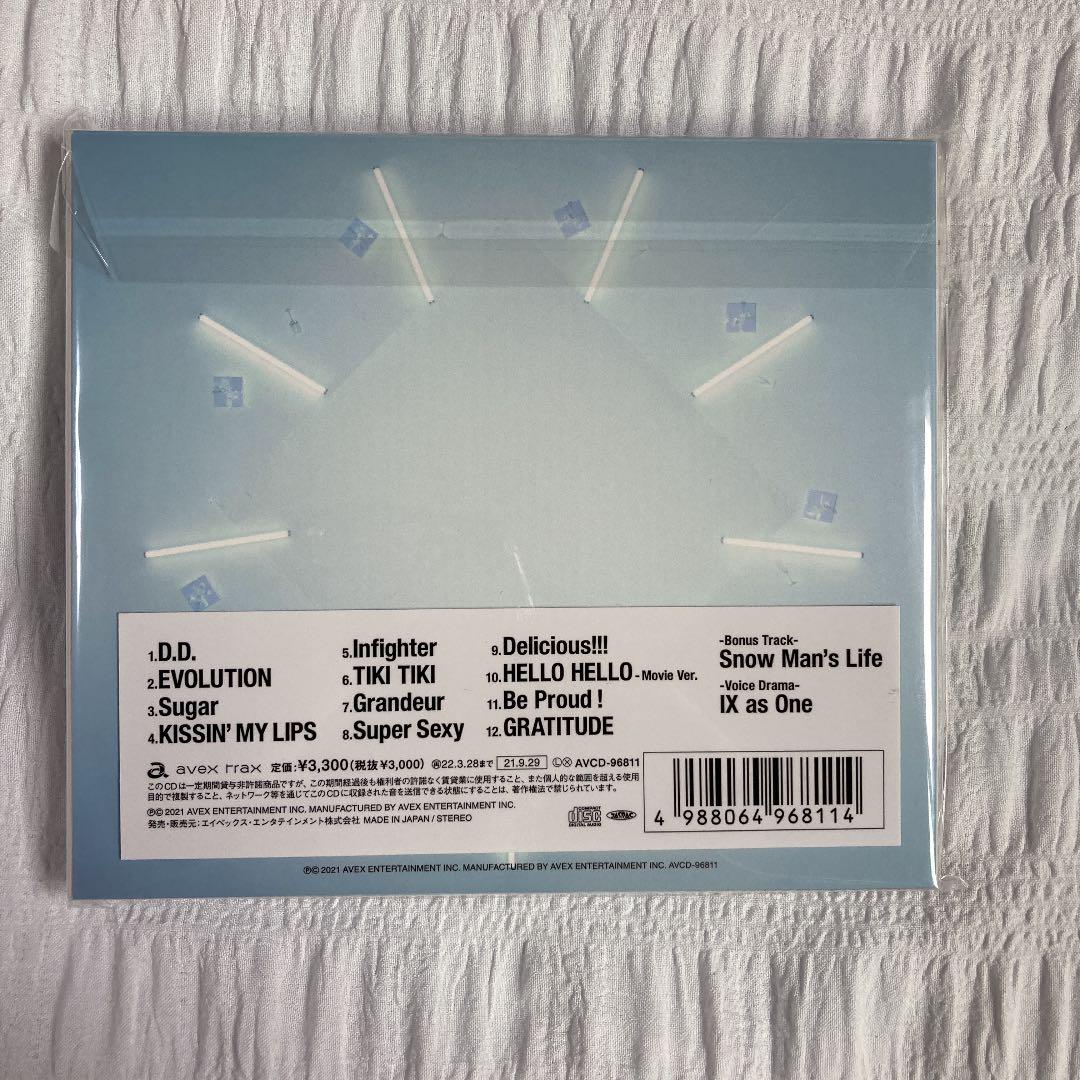 1.D.D.
2.EVOLUTION
3.Sugar
4.KISSIN' MY LIPS
5.Infighter
6.TIKI TIKI
7.Grandeur
8.Super Sexy
9.Delicious!!!
10.HELLO HELLO -Movie Ver.
11.Be Proud !
12.GRATITUDE
-Bonus Track-
Snow Man's Life
-Voice Drama-
IX as One
a avex trax 定価:¥3,300(税抜¥3,000) ㊙22.3.28まで 21.9.29 ⓁⓍ AVCD-96811
このCDは一定期間貸与非許諾商品ですが、この期間経過後も権利者の許諾なく賃貸業に使用すること、また個人的な範囲を超える使用
目的で複製すること、ネットワーク等を通じてこのCDに収録された音を送信できる状態にすることは、著作権法で禁じられています。
Ⓟ© 2021 AVEX ENTERTAINMENT INC. MANUFACTURED BY AVEX ENTERTAINMENT INC.
発売・販売元:エイベックス・エンタテインメント株式会社 MADE IN JAPAN / STEREO
COMPACT
disc
DIGITAL AUDIO
JASRAC
4 988064 968114
Ⓟ© 2021 AVEX ENTERTAINMENT INC. MANUFACTURED BY AVEX ENTERTAINMENT INC. AVCD-96811